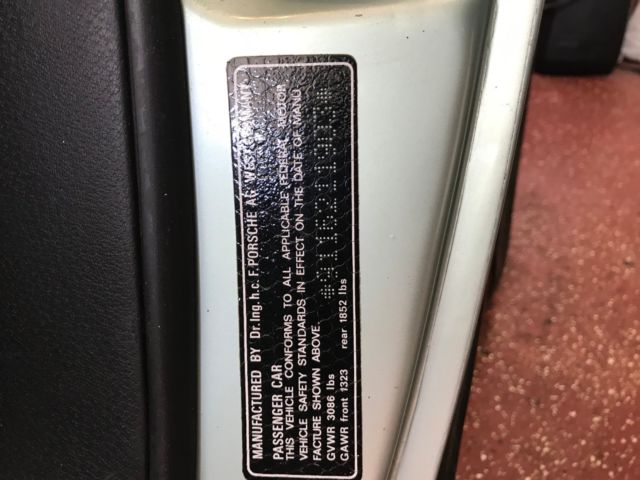 MANUFACTURED BY Dr.Ing.h.c.F.PORSCHE AG WEST
PASSENGER CAR
THIS VEHICLE CONFORMS TO ALL APPLICABLE FEDERAL MOTOR
VEHICLE SAFETY STANDARDS IN EFFECT ON THE DATE OF MANU
FACTURE SHOWN ABOVE.
GVWR 3086 lbs
GAWR front 1323 rear 1852 lbs